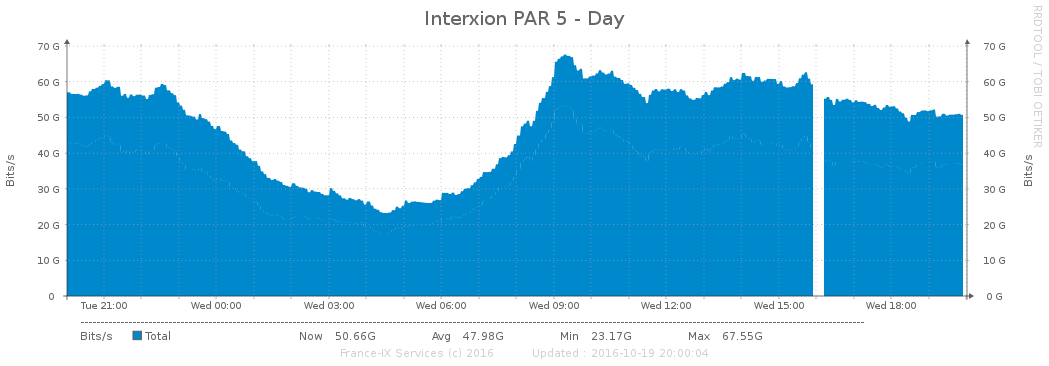 Interxion PAR 5 - Day
RRDTOOL / TOBI OETIKER
Bits/s
70 G 70 G
60 G 60 G
50 G 50 G
40 G 40 G
30 G 30 G
20 G 20 G
10 G 10 G
0 0 G
Bits/s
Tue 21:00 Wed 00:00 Wed 03:00 Wed 06:00 Wed 09:00 Wed 12:00 Wed 15:00 Wed 18:00
Bits/s Total Now 50.66G Avg 47.98G Min 23.17G Max 67.55G
France-IX Services (c) 2016 Updated : 2016-10-19 20:00:04